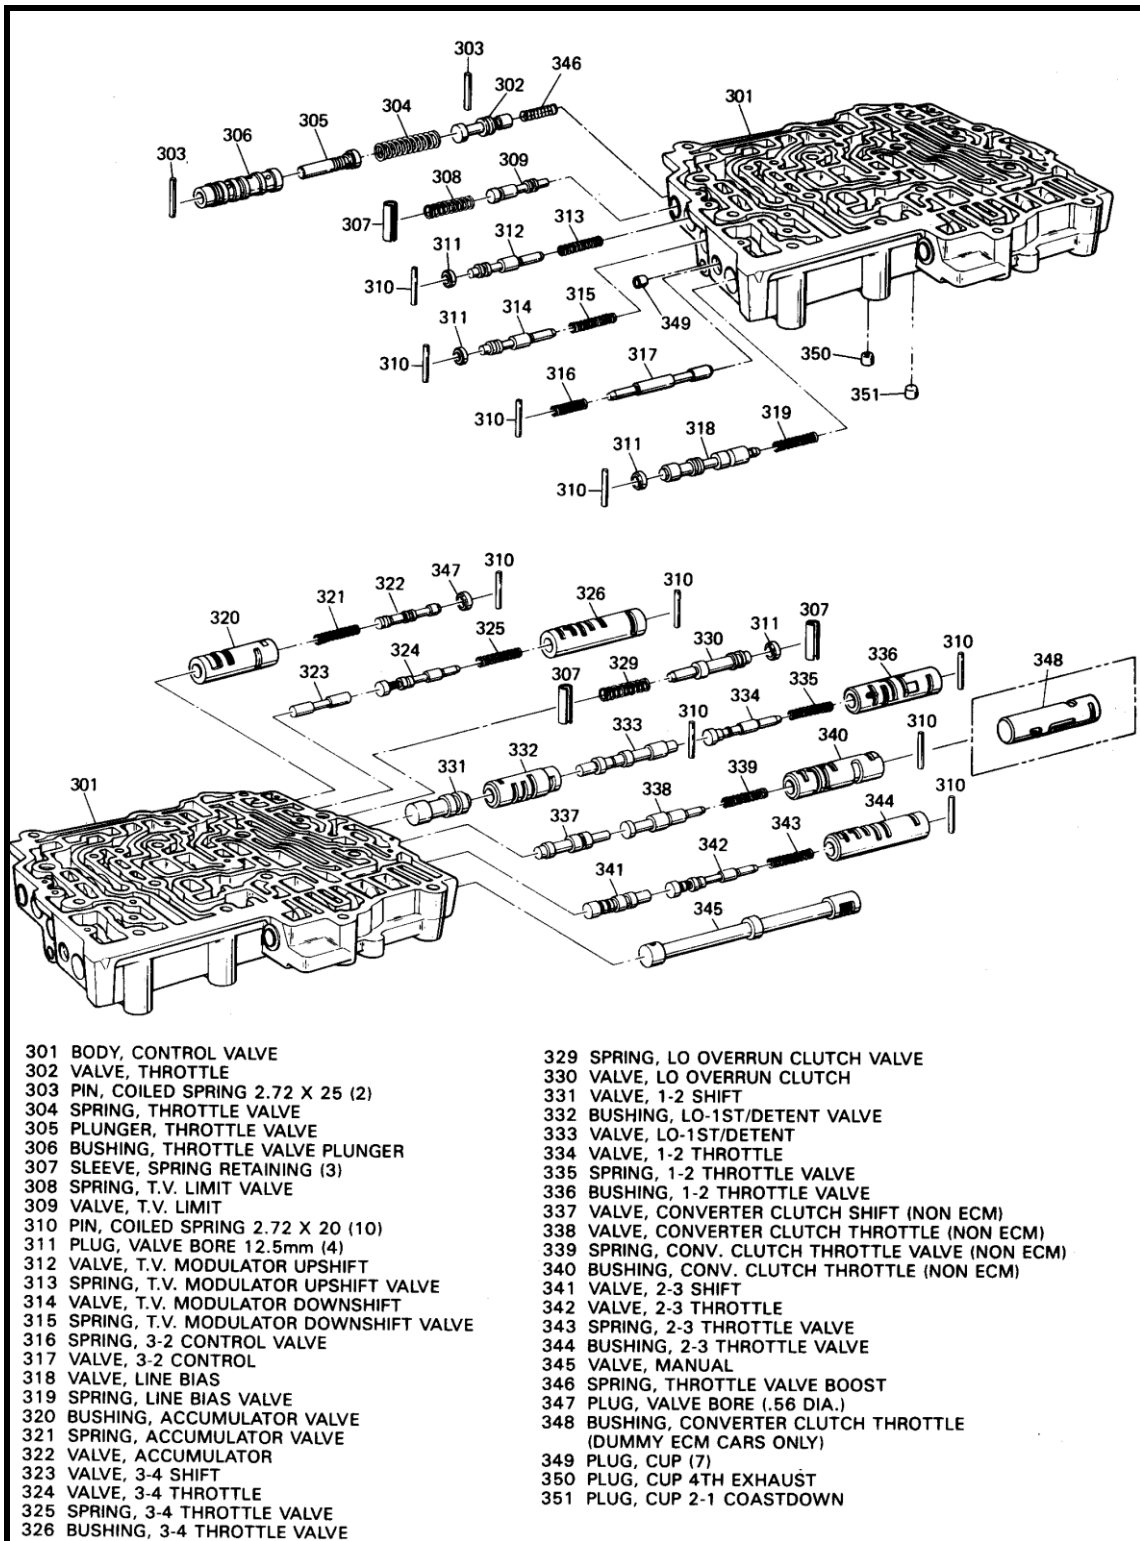 303
346
302
304
301
305
306
303
309
308
307
313
312
311
310
315
349
314
311
350
317
310
316
351
319
310
318
311
310
310
347
310
322
326
321
307
320
325
311
330
310
324
336
329
348
323
307
335
334
310
310
333
340
332
339
331
310
301
338
344
337
343
342
341
345
301 BODY, CONTROL VALVE
302 VALVE, THROTTLE
303 PIN, COILED SPRING 2.72 X 25 (2)
304 SPRING, THROTTLE VALVE
305 PLUNGER, THROTTLE VALVE
306 BUSHING, THROTTLE VALVE PLUNGER
307 SLEEVE, SPRING RETAINING (3)
308 SPRING, T.V. LIMIT VALVE
309 VALVE, T.V. LIMIT
310 PIN, COILED SPRING 2.72 X 20 (10)
311 PLUG, VALVE BORE 12.5mm (4)
312 VALVE, T.V. MODULATOR UPSHIFT
313 SPRING, T.V. MODULATOR UPSHIFT VALVE
314 VALVE, T.V. MODULATOR DOWNSHIFT
315 SPRING, T.V. MODULATOR DOWNSHIFT VALVE
316 SPRING, 3-2 CONTROL VALVE
317 VALVE, 3-2 CONTROL
318 VALVE, LINE BIAS
319 SPRING, LINE BIAS VALVE
320 BUSHING, ACCUMULATOR VALVE
321 SPRING, ACCUMULATOR VALVE
322 VALVE, ACCUMULATOR
323 VALVE, 3-4 SHIFT
324 VALVE, 3-4 THROTTLE
325 SPRING, 3-4 THROTTLE VALVE
326 BUSHING, 3-4 THROTTLE VALVE
329 SPRING, LO OVERRUN CLUTCH VALVE
330 VALVE, LO OVERRUN CLUTCH
331 VALVE, 1-2 SHIFT
332 BUSHING, LO-1ST/DETENT VALVE
333 VALVE, LO-1ST/DETENT
334 VALVE, 1-2 THROTTLE
335 SPRING, 1-2 THROTTLE VALVE
336 BUSHING, 1-2 THROTTLE VALVE
337 VALVE, CONVERTER CLUTCH SHIFT (NON ECM)
338 VALVE, CONVERTER CLUTCH THROTTLE (NON ECM)
339 SPRING, CONV. CLUTCH THROTTLE VALVE (NON ECM)
340 BUSHING, CONV. CLUTCH THROTTLE (NON ECM)
341 VALVE, 2-3 SHIFT
342 VALVE, 2-3 THROTTLE
343 SPRING, 2-3 THROTTLE VALVE
344 BUSHING, 2-3 THROTTLE VALVE
345 VALVE, MANUAL
346 SPRING, THROTTLE VALVE BOOST
347 PLUG, VALVE BORE (.56 DIA.)
348 BUSHING, CONVERTER CLUTCH THROTTLE
(DUMMY ECM CARS ONLY)
349 PLUG, CUP (7)
350 PLUG, CUP 4TH EXHAUST
351 PLUG, CUP 2-1 COASTDOWN